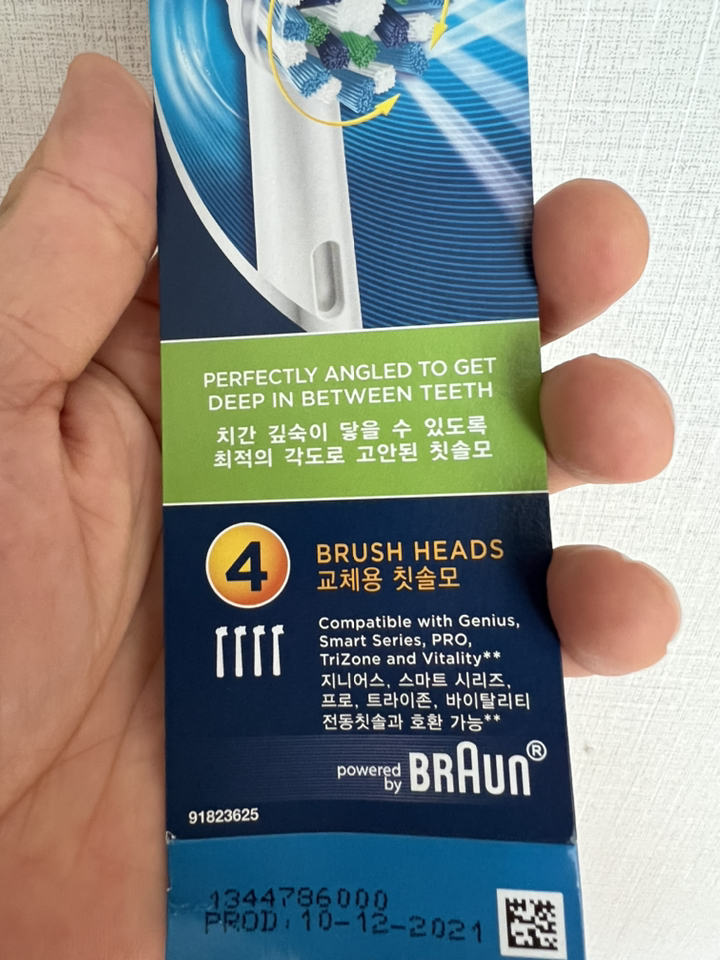 PERFECTLY ANGLED TO GET
DEEP IN BETWEEN TEETH
치간 깊숙이 닿을 수 있도록
최적의 각도로 고안된 칫솔모
4
BRUSH HEADS
교체용 칫솔모
Compatible with Genius,
Smart Series, PRO,
TriZone and Vitality**
지니어스, 스마트 시리즈,
프로, 트라이존, 바이탈리티
전동칫솔과 호환 가능**
powered
by
BRAUN®
91823625
1344786000
PROD: 10-12-2021